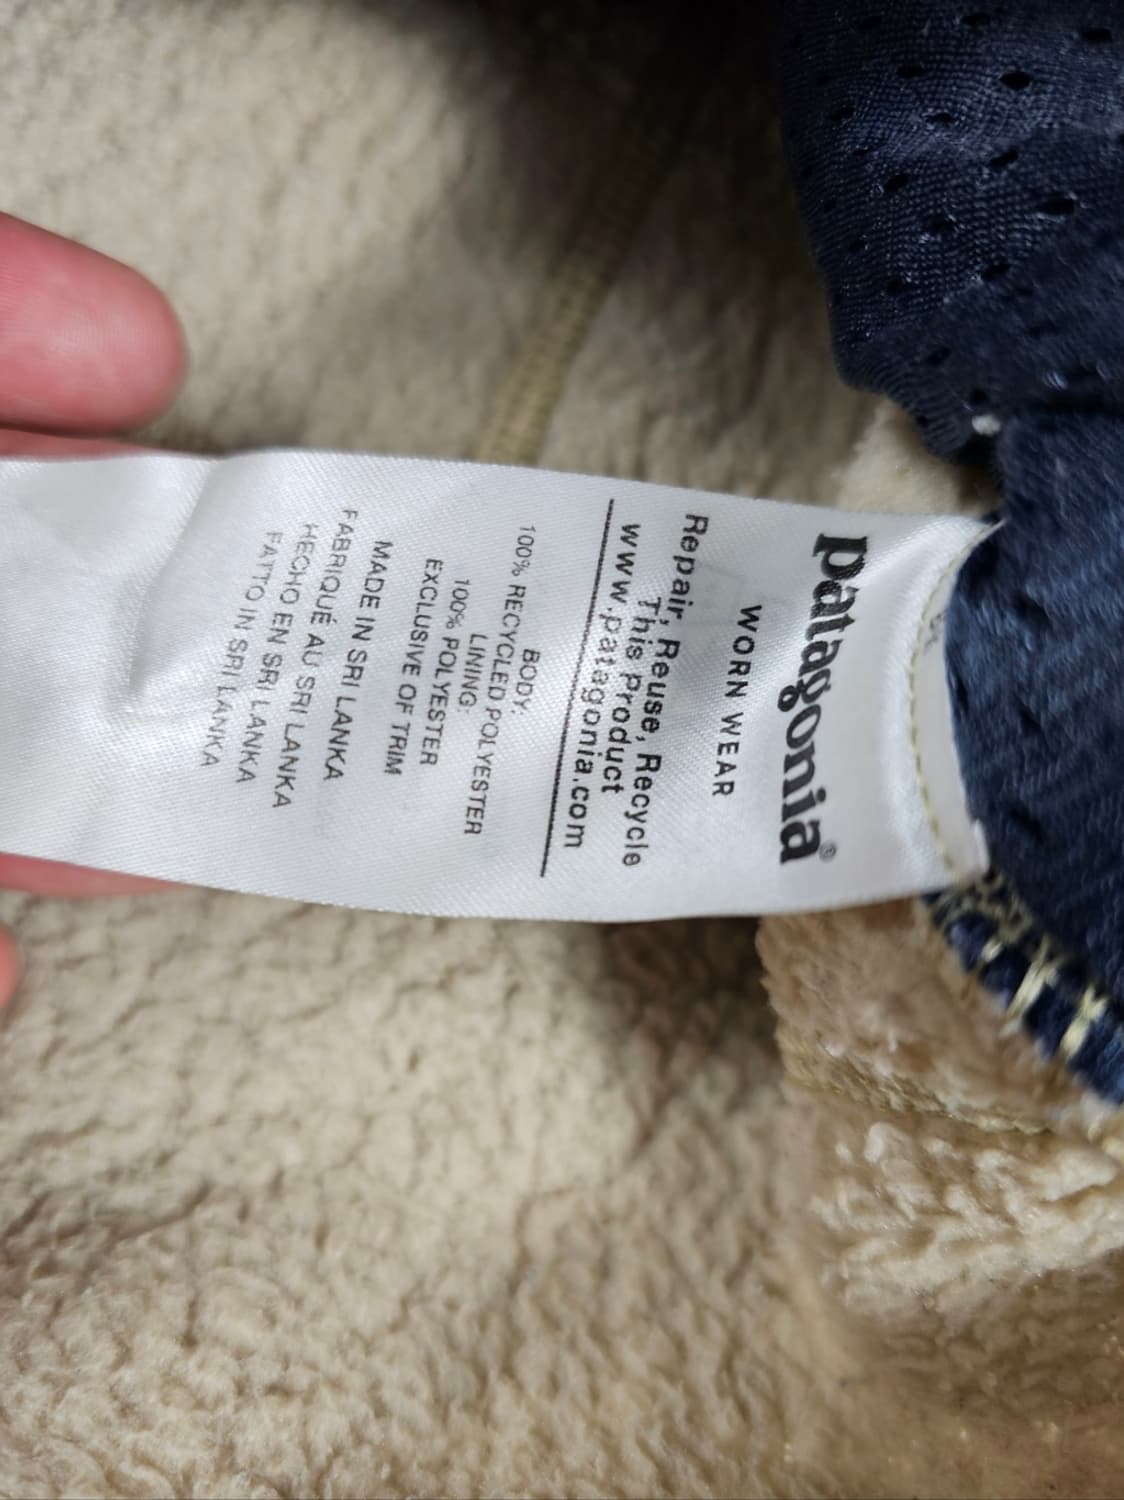 patagonia®
WORN WEAR
Repair, Reuse, Recycle
This Product
www.patagonia.com
BODY:
100% RECYCLED POLYESTER
LINING:
100% POLYESTER
EXCLUSIVE OF TRIM
MADE IN SRI LANKA
FABRIQUÉ AU SRI LANKA
HECHO EN SRI LANKA
FATTO IN SRI LANKA